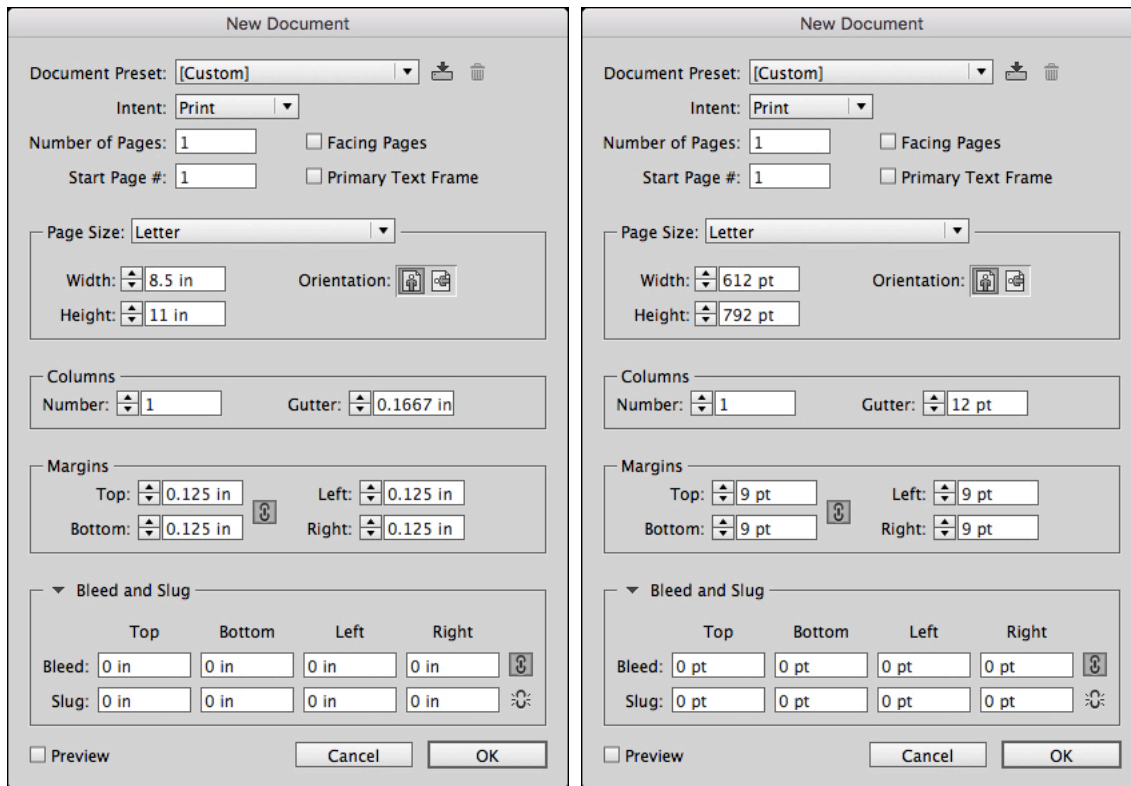 New Document
Document Preset: [Custom]
Intent: Print
Number of Pages: 1 Facing Pages
Start Page #: 1 Primary Text Frame
Page Size: Letter
Width: 8.5 in Orientation:
Height: 11 in
Columns
Number: 1 Gutter: 0.1667 in
Margins
Top: 0.125 in Left: 0.125 in
Bottom: 0.125 in Right: 0.125 in
Bleed and Slug
Top Bottom Left Right
Bleed: 0 in 0 in 0 in 0 in
Slug: 0 in 0 in 0 in 0 in
Preview Cancel OK
New Document
Document Preset: [Custom]
Intent: Print
Number of Pages: 1 Facing Pages
Start Page #: 1 Primary Text Frame
Page Size: Letter
Width: 612 pt Orientation:
Height: 792 pt
Columns
Number: 1 Gutter: 12 pt
Margins
Top: 9 pt Left: 9 pt
Bottom: 9 pt Right: 9 pt
Bleed and Slug
Top Bottom Left Right
Bleed: 0 pt 0 pt 0 pt 0 pt
Slug: 0 pt 0 pt 0 pt 0 pt
Preview Cancel OK